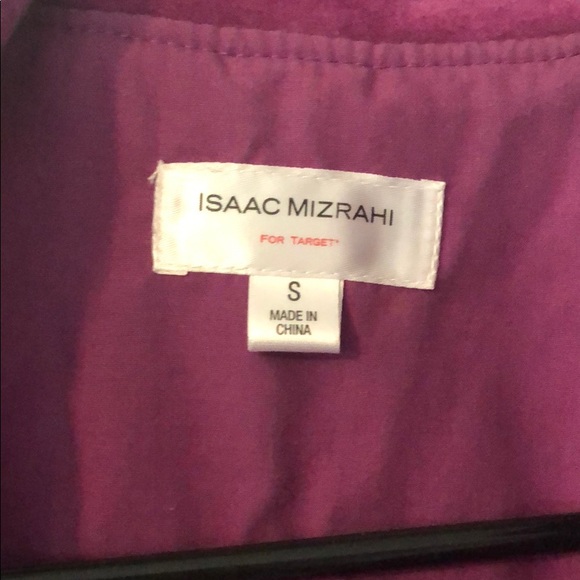 ISAAC MIZRAHI
FOR TARGET*
S
MADE IN
CHINA